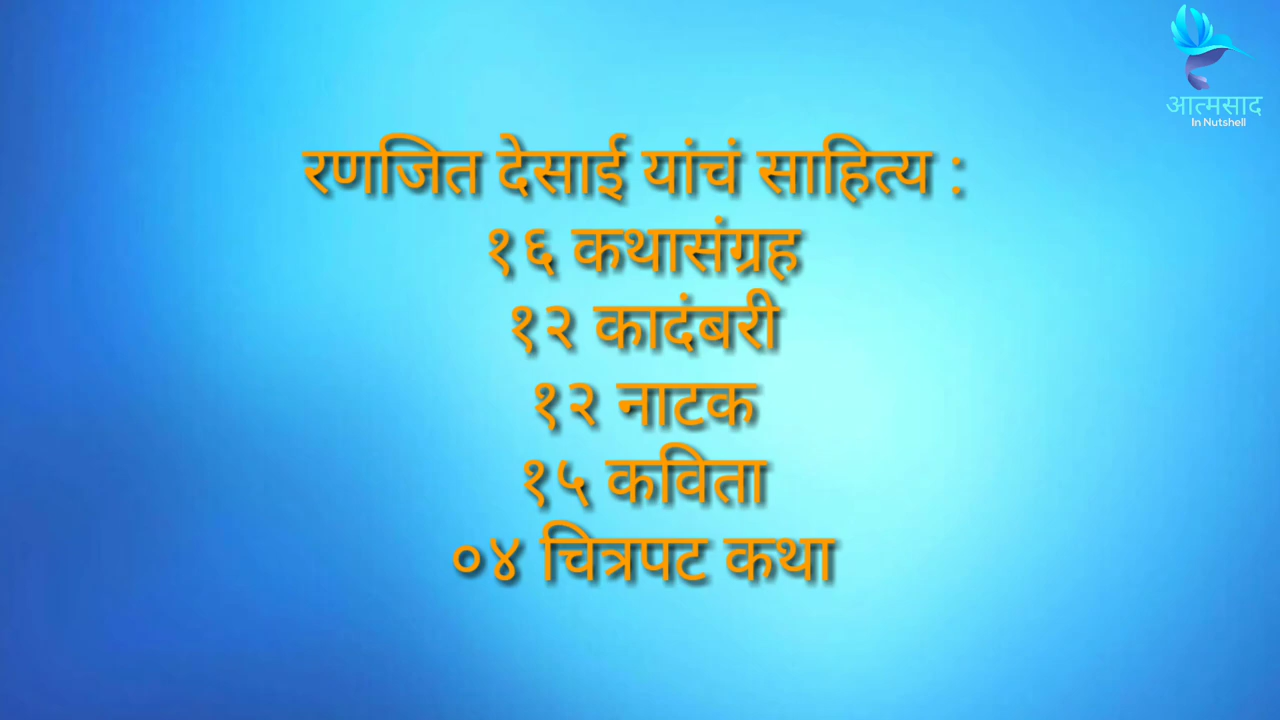 आत्मसाद
In Nutshell
रणजित देसाई यांचं साहित्य :
१६ कथासंग्रह
१२ कादंबरी
१२ नाटक
१५ कविता
०४ चित्रपट कथा